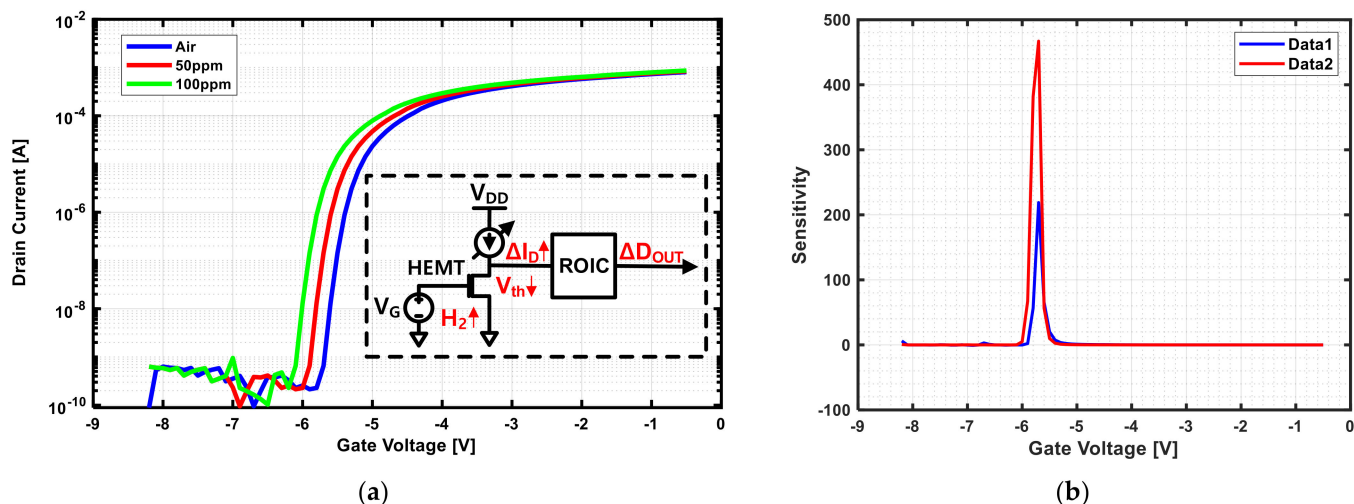 10⁻²
10⁻⁴
10⁻⁶
10⁻⁸
10⁻¹⁰
Drain Current [A]
Air
50ppm
100ppm
V_DD
HEMT
ΔI_D↑
ROIC
ΔD_OUT
V_th↓
V_G
H₂↑
-9 -8 -7 -6 -5 -4 -3 -2 -1 0
Gate Voltage [V]
(a)
500
400
300
200
100
0
-100
Sensitivity
Data1
Data2
-9 -8 -7 -6 -5 -4 -3 -2 -1 0
Gate Voltage [V]
(b)